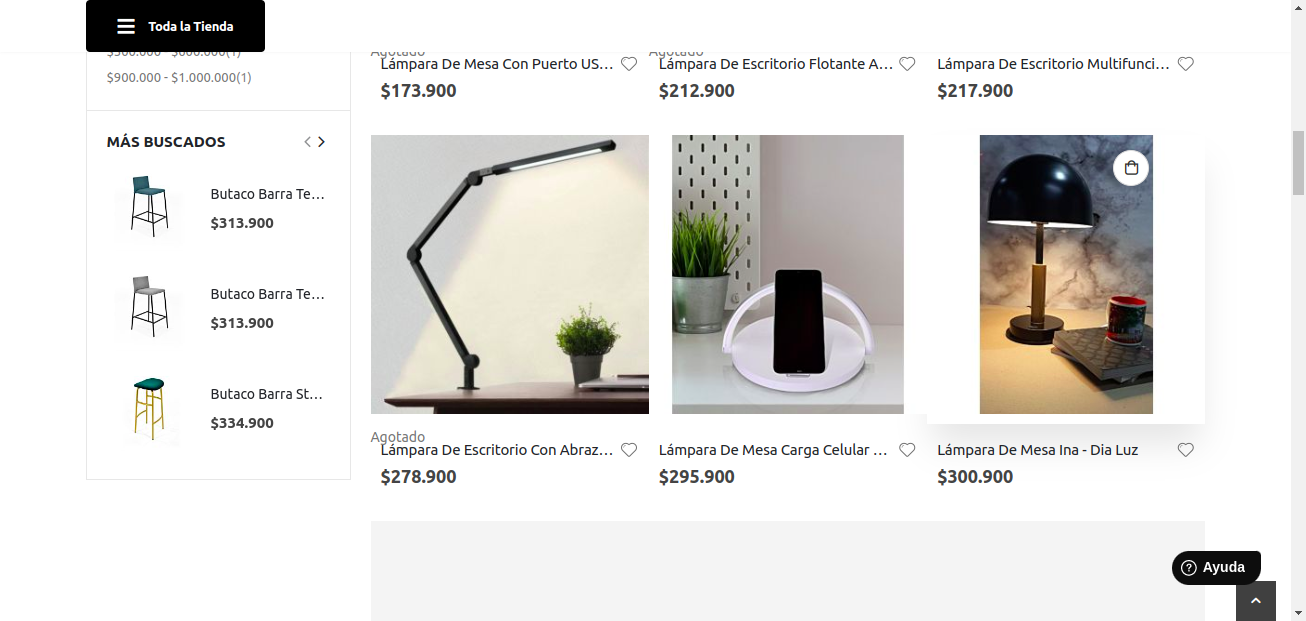 Toda la Tienda
$300.000 - $600.000(1)
$900.000 - $1.000.000(1)
MÁS BUSCADOS
Butaco Barra Te...
$313.900
Butaco Barra Te...
$313.900
Butaco Barra St...
$334.900
Agotado
Lámpara De Mesa Con Puerto US...
$173.900
Agotado
Lámpara De Escritorio Flotante A...
$212.900
Lámpara De Escritorio Multifunci...
$217.900
Agotado
Lámpara De Escritorio Con Abraz...
$278.900
Lámpara De Mesa Carga Celular ...
$295.900
Lámpara De Mesa Ina - Dia Luz
$300.900
Ayuda